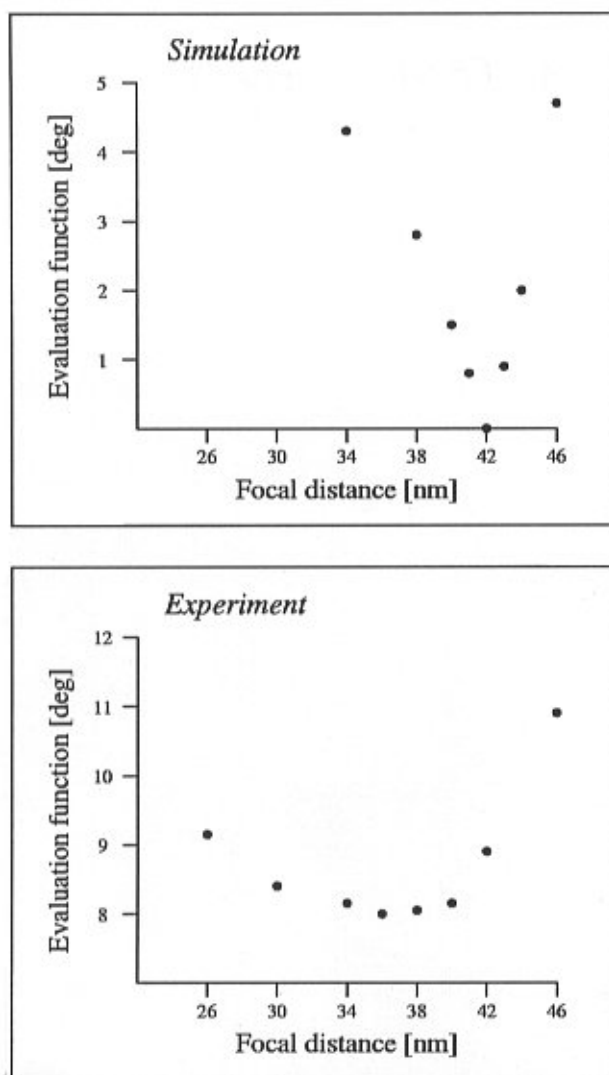 Simulation
Evaluation function [deg]
5
4
3
2
1
26 30 34 38 42 46
Focal distance [nm]
Experiment
Evaluation function [deg]
12
11
10
9
8
26 30 34 38 42 46
Focal distance [nm]